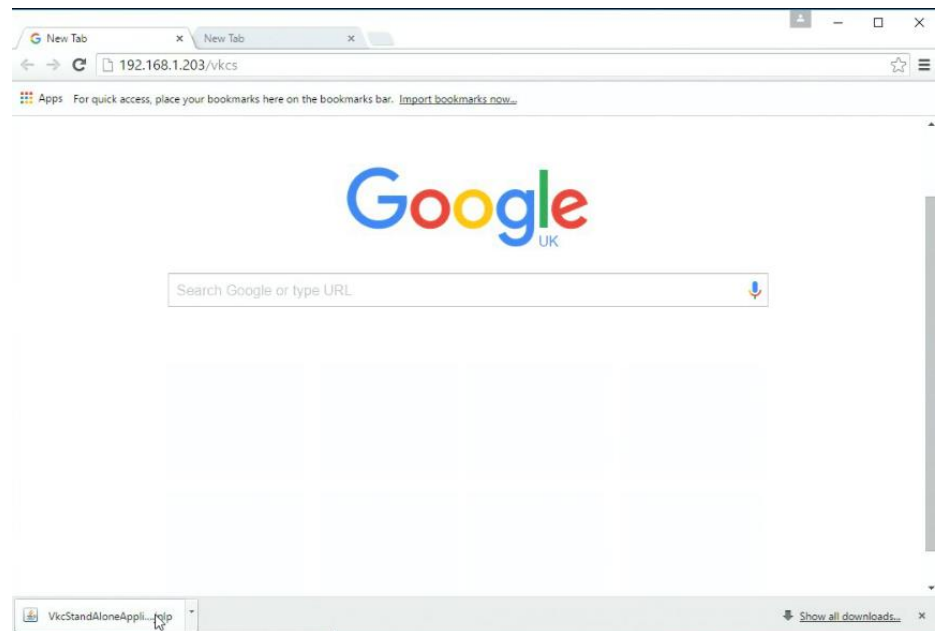 New Tab
New Tab
192.168.1.203/vkcs
Apps For quick access, place your bookmarks here on the bookmarks bar. Import bookmarks now...
Google
UK
Search Google or type URL
VkcStandAloneAppli....jnlp
Show all downloads...